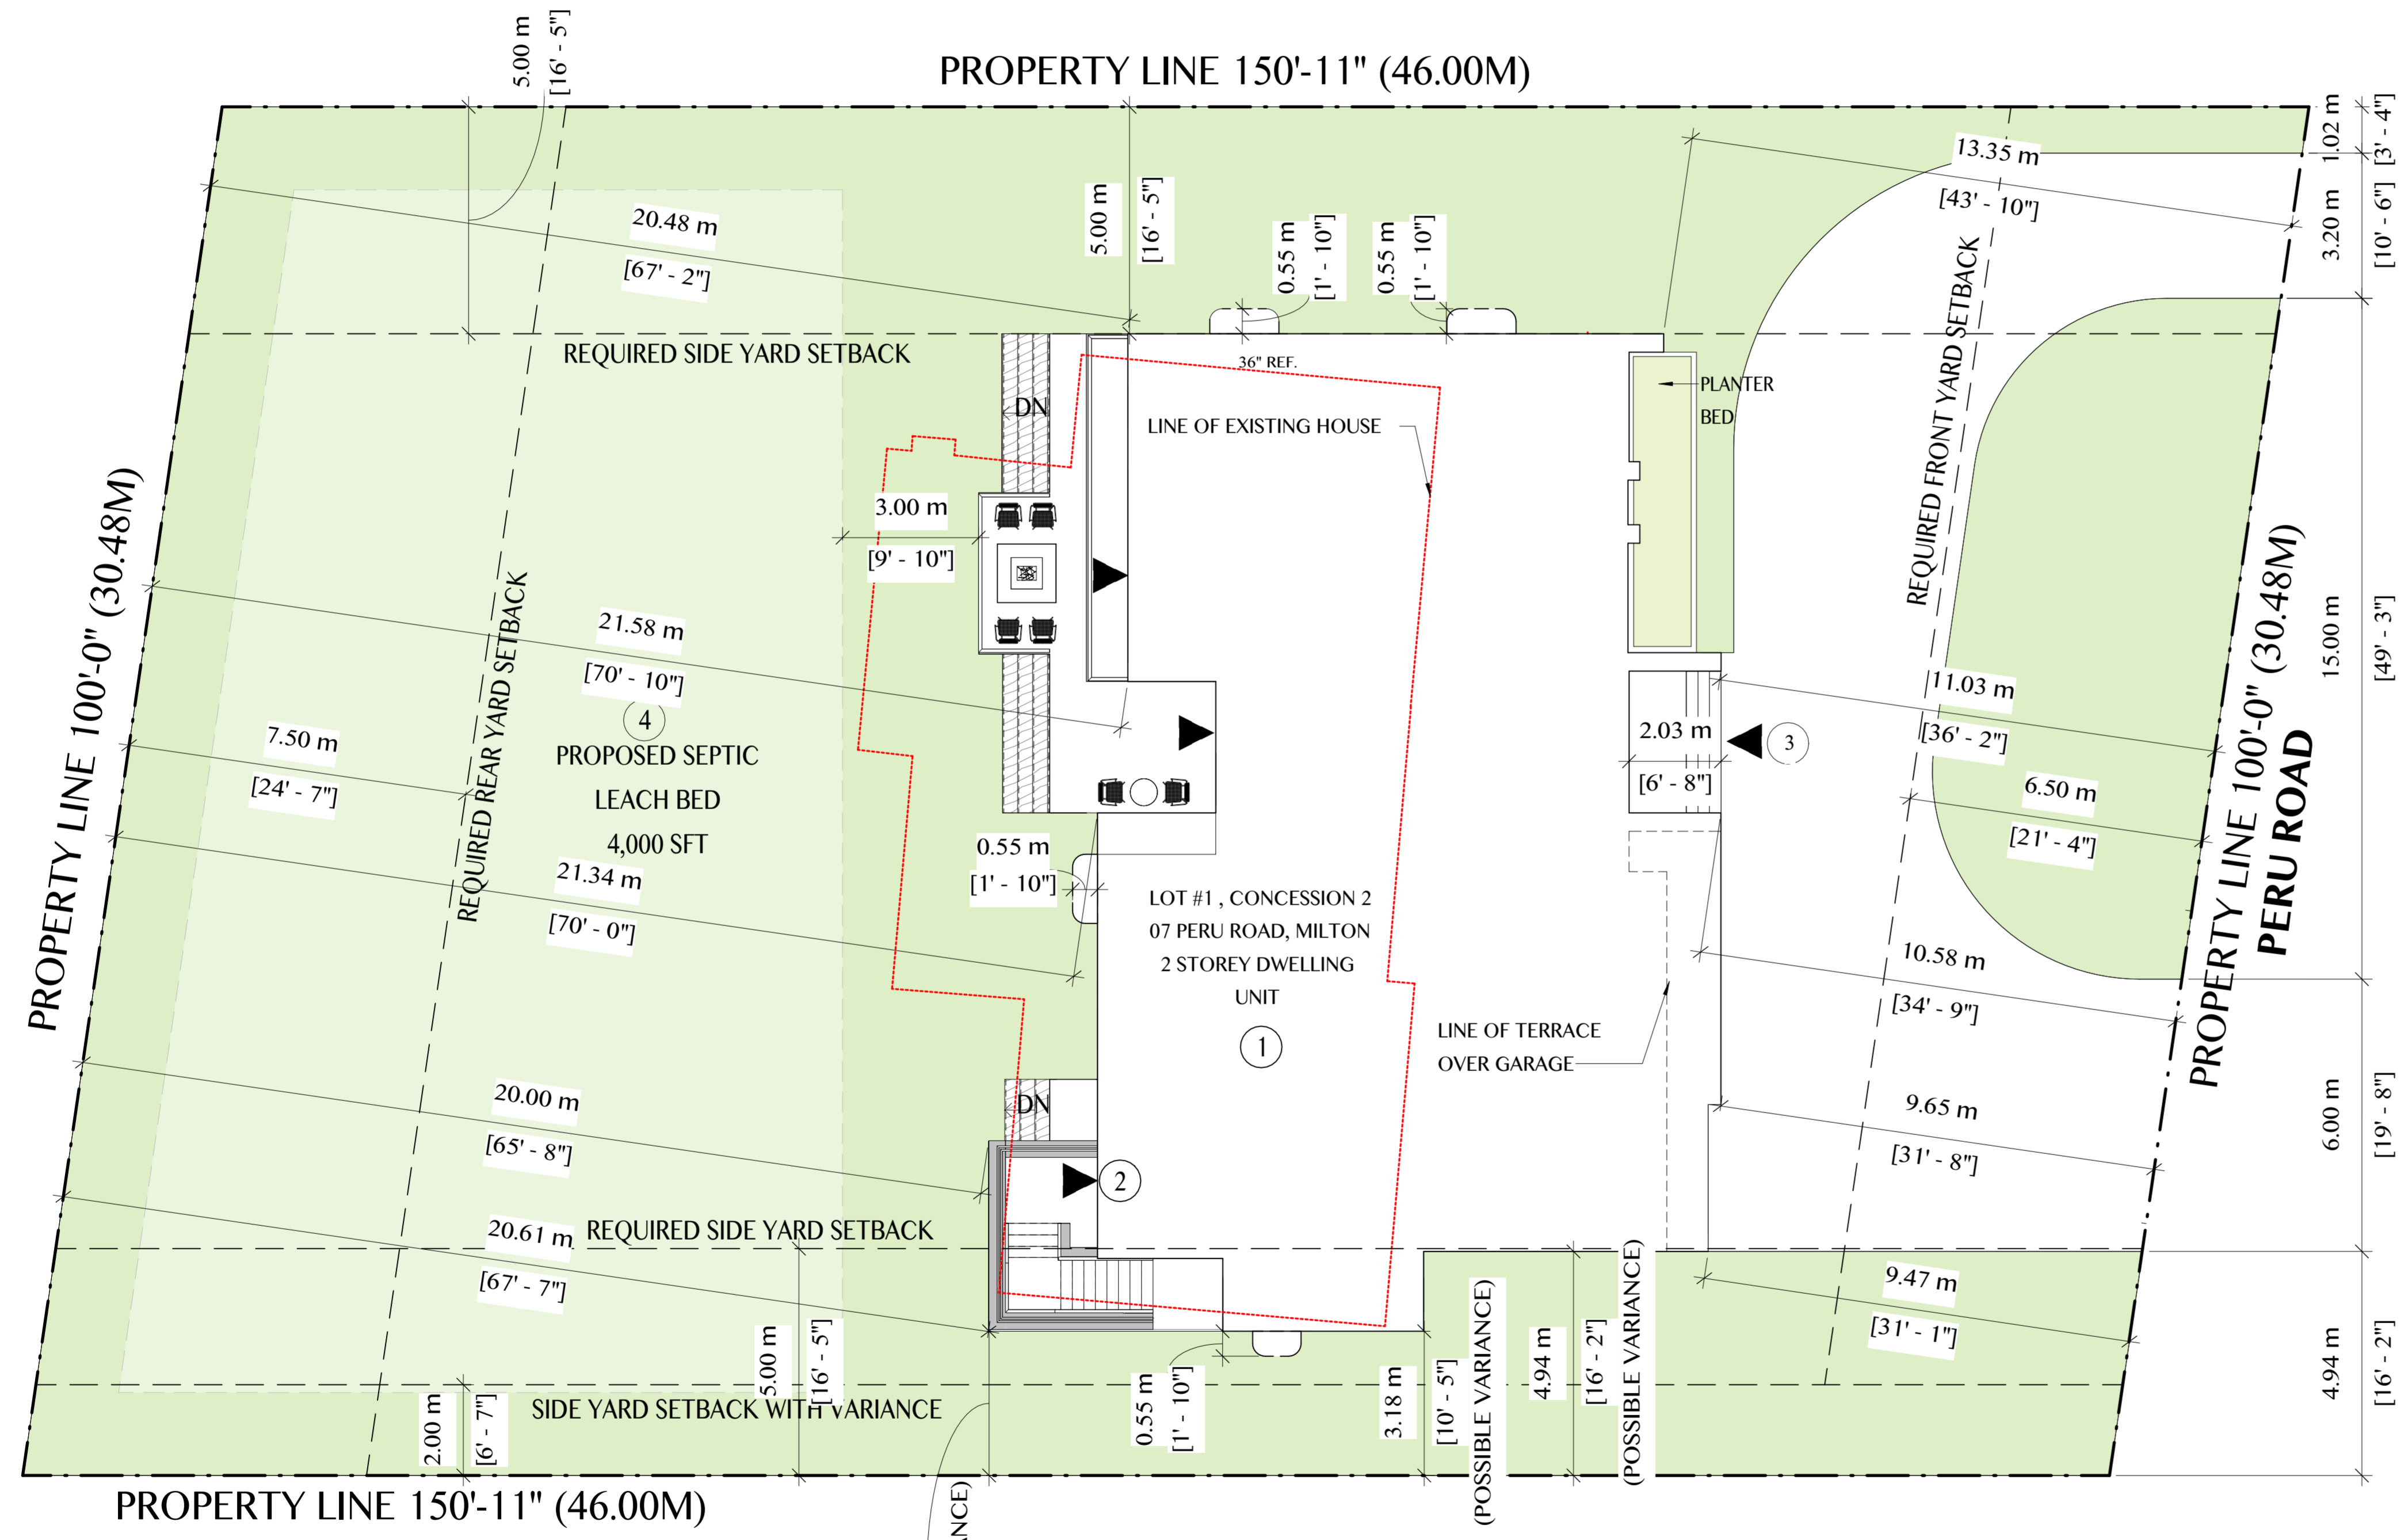 5.00 m
[16' - 5"]
PROPERTY LINE 150'-11" (46.00M)
1.02 m
[3' - 4"]
13.35 m
[43' - 10"]
3.20 m
[10' - 6"]
20.48 m
[67' - 2"]
5.00 m
[16' - 5"]
0.55 m
[1' - 10"]
0.55 m
[1' - 10"]
REQUIRED SIDE YARD SETBACK
36" REF.
DN
PLANTER
BED
LINE OF EXISTING HOUSE
REQUIRED FRONT YARD SETBACK
3.00 m
[9' - 10"]
PROPERTY LINE 100'-0" (30.48M)
21.58 m
[70' - 10"]
15.00 m
[49' - 3"]
11.03 m
[36' - 2"]
2.03 m
[6' - 8"]
3
4
PROPOSED SEPTIC
LEACH BED
4,000 SFT
7.50 m
[24' - 7"]
REQUIRED REAR YARD SETBACK
6.50 m
[21' - 4"]
PROPERTY LINE 100'-0" (30.48M)
PERU ROAD
21.34 m
[70' - 0"]
0.55 m
[1' - 10"]
LOT #1 , CONCESSION 2
07 PERU ROAD, MILTON
2 STOREY DWELLING
UNIT
1
10.58 m
[34' - 9"]
LINE OF TERRACE
OVER GARAGE
20.00 m
[65' - 8"]
DN
9.65 m
[31' - 8"]
6.00 m
[19' - 8"]
2
20.61 m
[67' - 7"]
REQUIRED SIDE YARD SETBACK
9.47 m
[31' - 1"]
5.00 m
[16' - 5"]
0.55 m
[1' - 10"]
3.18 m
[10' - 5"]
(POSSIBLE VARIANCE)
4.94 m
[16' - 2"]
(POSSIBLE VARIANCE)
4.94 m
[16' - 2"]
2.00 m
[6' - 7"]
SIDE YARD SETBACK WITH VARIANCE
PROPERTY LINE 150'-11" (46.00M)
ANCE)